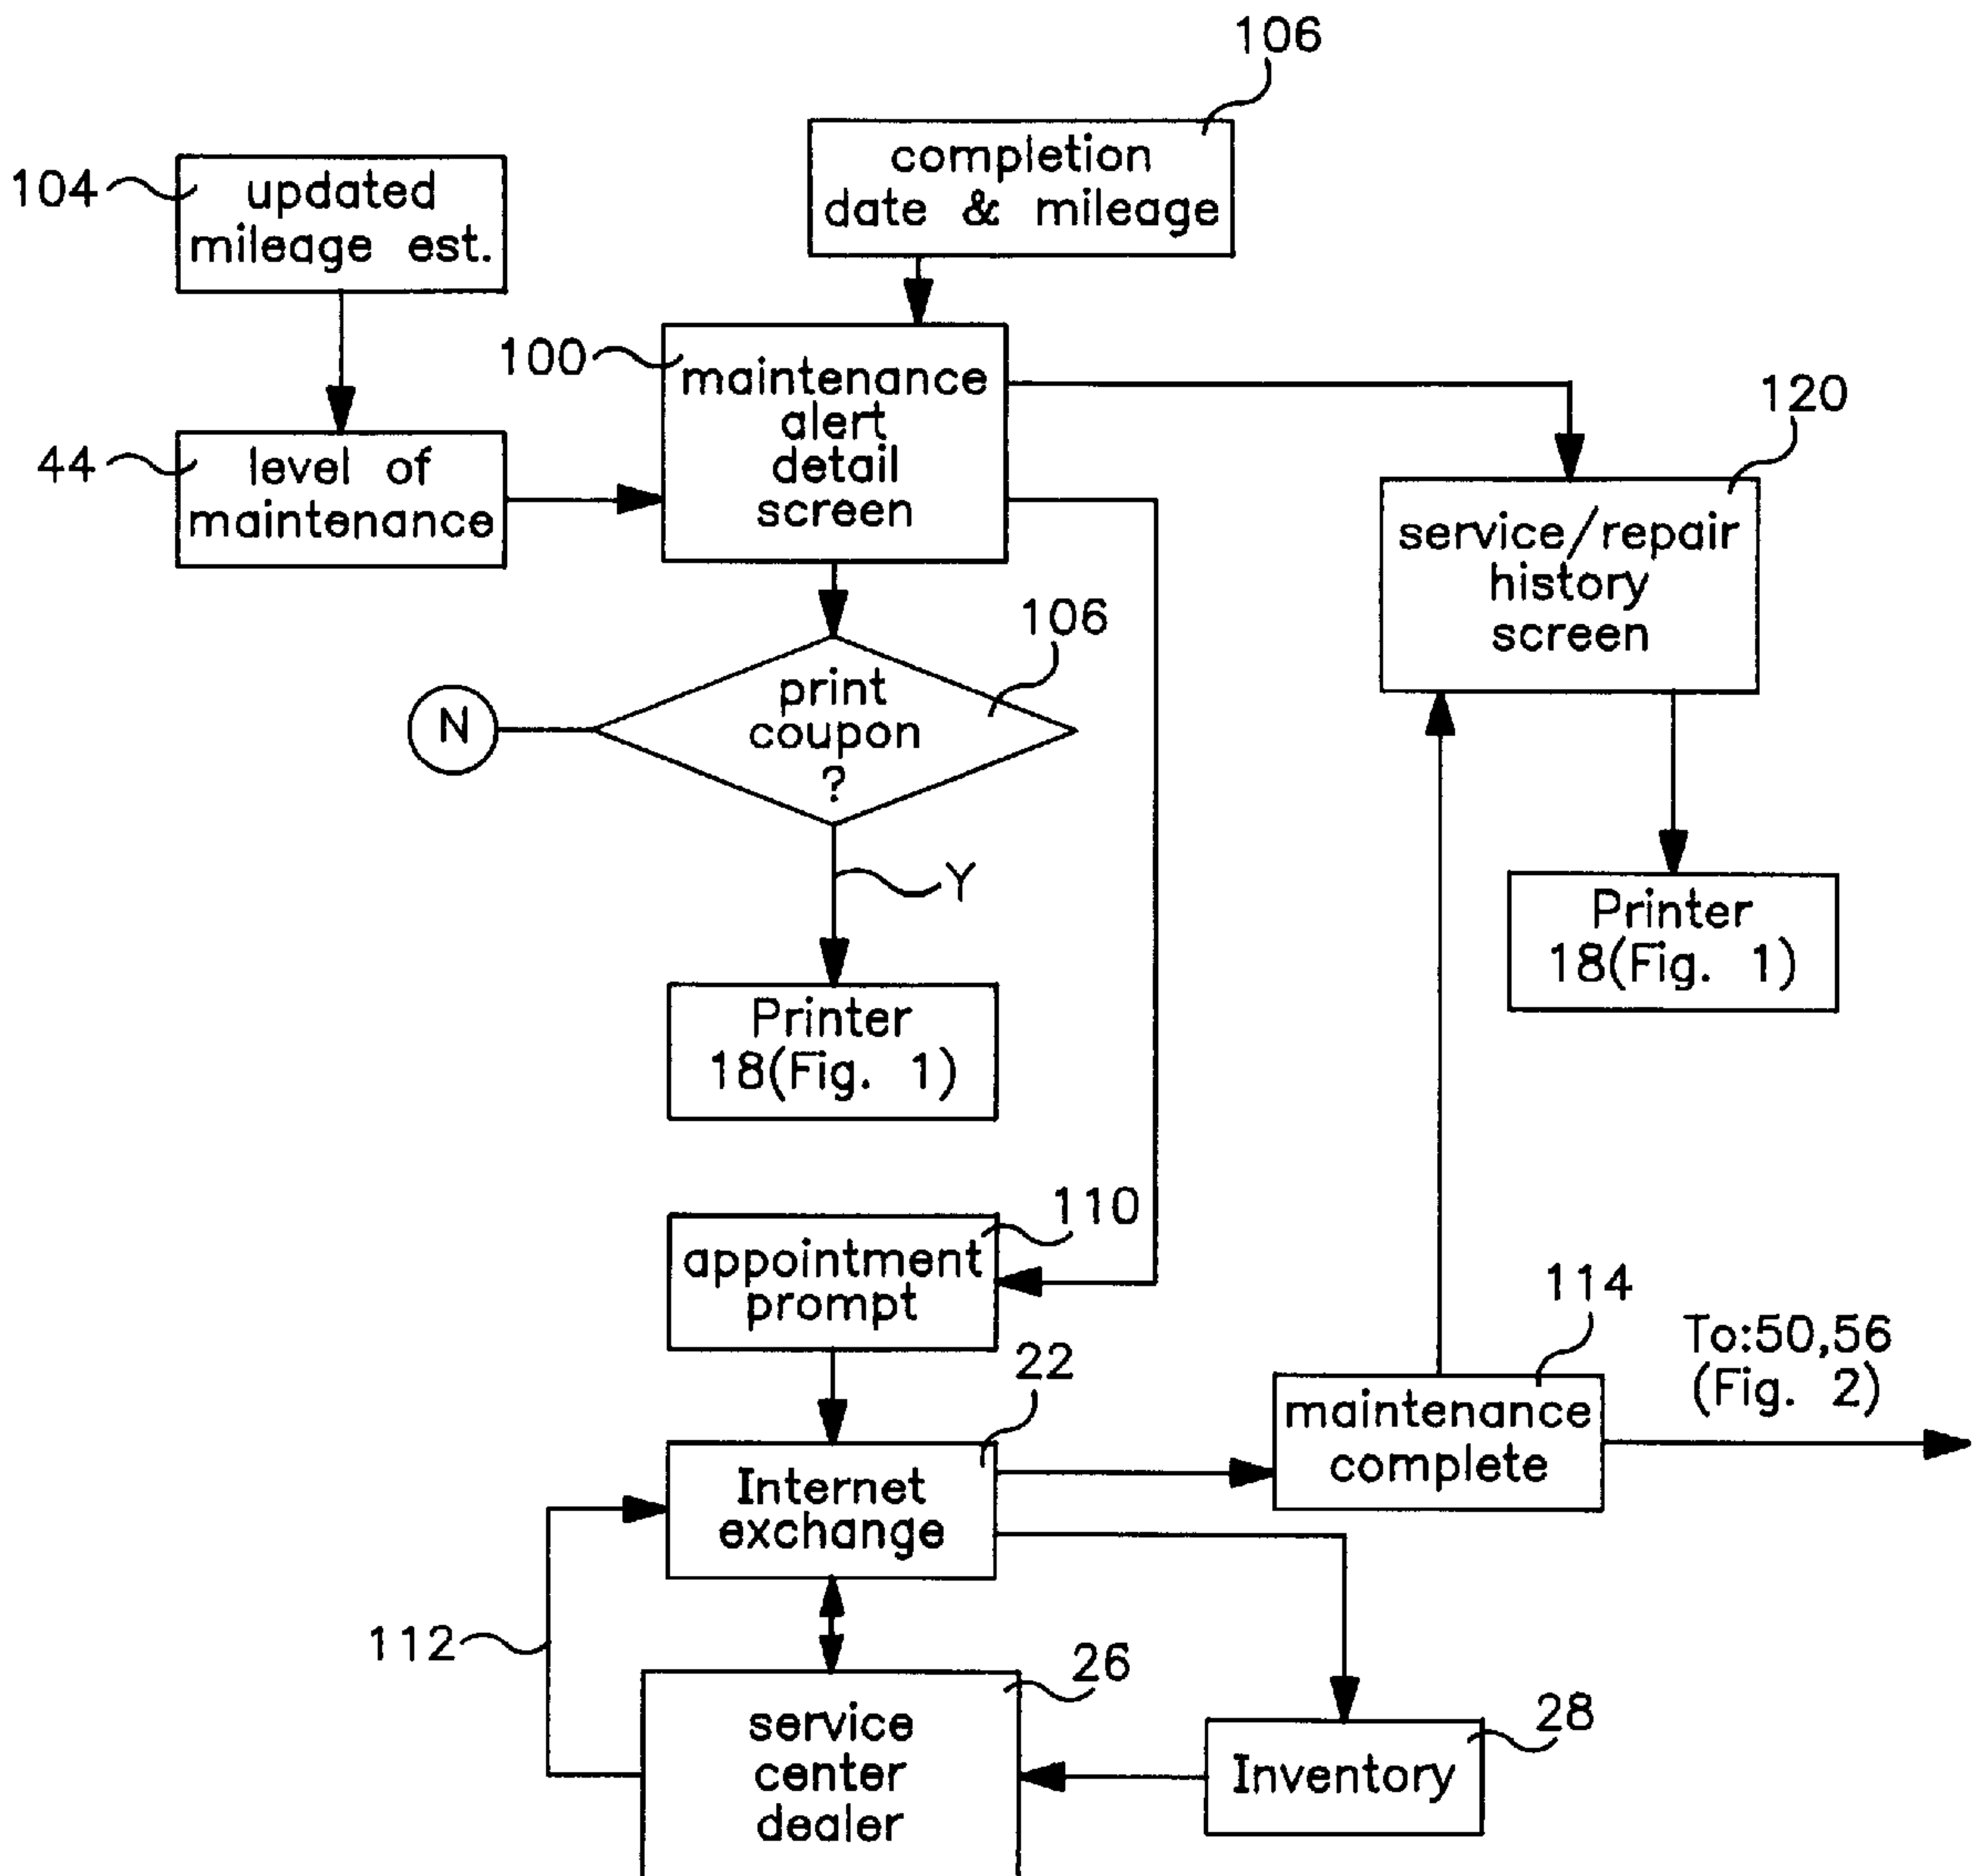 106
completion
date & mileage
104
updated
mileage est.
100
maintenance
alert
detail
screen
120
44
level of
maintenance
service/repair
history
screen
106
print
coupon
?
N
Y
Printer
18(Fig. 1)
Printer
18(Fig. 1)
110
appointment
prompt
114
To:50,56
(Fig. 2)
22
maintenance
complete
Internet
exchange
112
26
28
service
center
dealer
Inventory